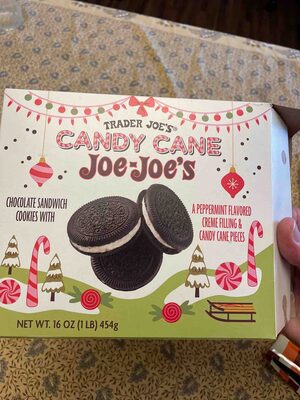 TRADER JOE'S®
CANDY CANE
Joe-Joe's
CHOCOLATE SANDWICH
COOKIES WITH
A PEPPERMINT FLAVORED
CREME FILLING &
CANDY CANE PIECES
NET WT. 16 OZ (1 LB) 454g